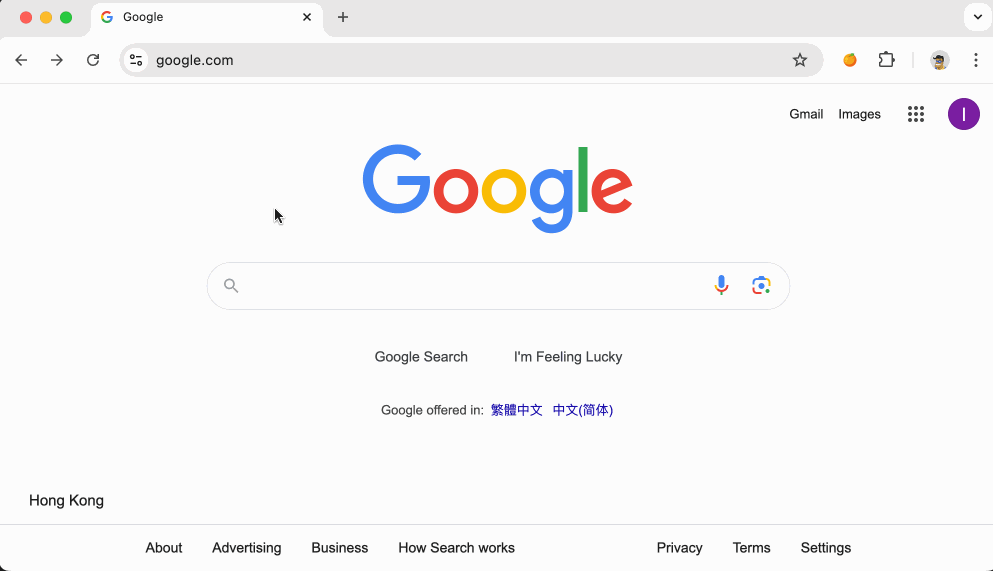 Google
google.com
Gmail Images I
Google
Google Search I'm Feeling Lucky
Google offered in: 繁體中文 中文(简体)
Hong Kong
About Advertising Business How Search works Privacy Terms Settings